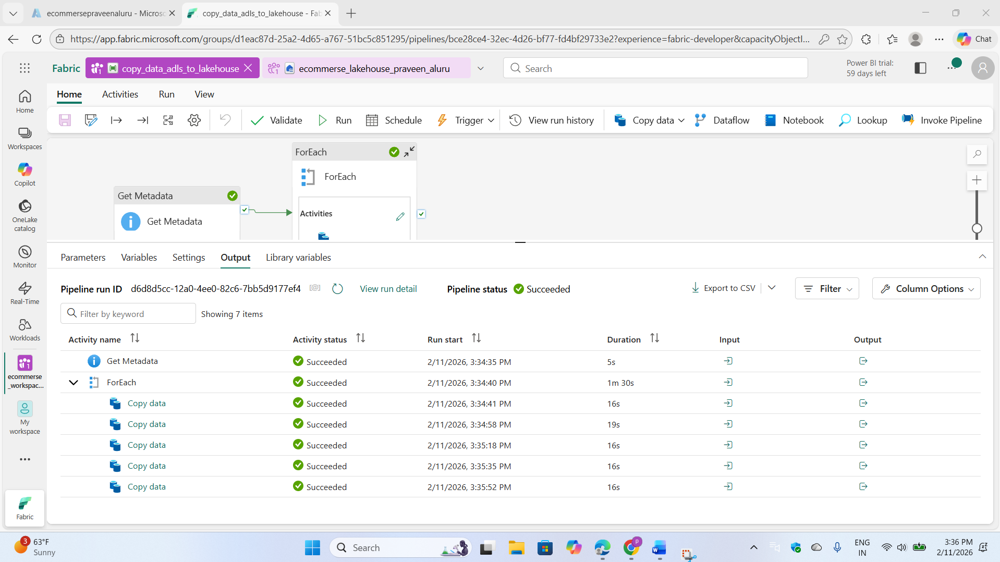 ecommersepraveenaluru - Microsc
copy_data_adls_to_lakehouse - Fab
https://app.fabric.microsoft.com/groups/d1eac87d-25a2-4d65-a767-51bc5c851295/pipelines/bce28ce4-32ec-4d26-bf77-fd4bf29733e2?experience=fabric-developer&capacityObjectI...
Chat
Fabric
copy_data_adls_to_lakehouse
ecommerse_lakehouse_praveen_aluru
Search
Power BI trial:
59 days left
Home
Activities
Run
View
Validate
Run
Schedule
Trigger
View run history
Copy data
Dataflow
Notebook
Lookup
Invoke Pipeline
Home
Workspaces
Copilot
OneLake
catalog
Monitor
Real-Time
Workloads
ecommerse
_workspac...
My
workspace
Fabric
ForEach
ForEach
Get Metadata
Get Metadata
Activities
Parameters
Variables
Settings
Output
Library variables
Pipeline run ID d6d8d5cc-12a0-4ee0-82c6-7bb5d9177ef4 [@] View run detail Pipeline status Succeeded
Export to CSV
Filter
Column Options
Filter by keyword
Showing 7 items
Activity name Activity status Run start Duration Input Output
Get Metadata Succeeded 2/11/2026, 3:34:35 PM 5s
ForEach Succeeded 2/11/2026, 3:34:40 PM 1m 30s
Copy data Succeeded 2/11/2026, 3:34:41 PM 16s
Copy data Succeeded 2/11/2026, 3:34:58 PM 19s
Copy data Succeeded 2/11/2026, 3:35:18 PM 16s
Copy data Succeeded 2/11/2026, 3:35:35 PM 16s
Copy data Succeeded 2/11/2026, 3:35:52 PM 16s
3
63°F
Sunny
Search
P
W
ENG
IN
3:36 PM
2/11/2026